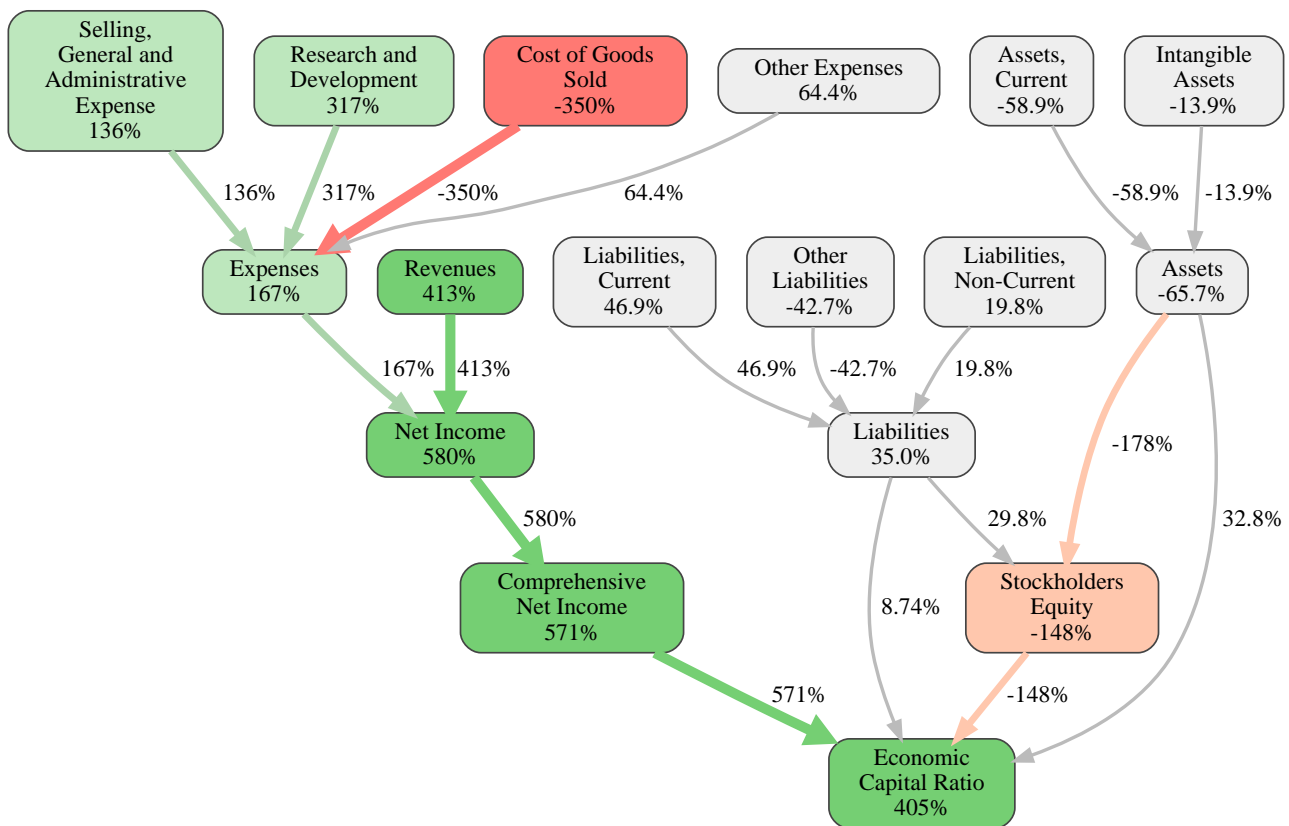 Selling,
General and
Administrative
Expense
136%
Research and
Development
317%
Cost of Goods
Sold
-350%
Other Expenses
64.4%
Assets,
Current
-58.9%
Intangible
Assets
-13.9%
136%
317%
-350%
64.4%
-58.9%
-13.9%
Expenses
167%
Revenues
413%
Liabilities,
Current
46.9%
Other
Liabilities
-42.7%
Liabilities,
Non-Current
19.8%
Assets
-65.7%
167%
413%
46.9%
-42.7%
19.8%
Net Income
580%
Liabilities
35.0%
-178%
580%
29.8%
32.8%
Comprehensive
Net Income
571%
8.74%
Stockholders
Equity
-148%
571%
-148%
Economic
Capital Ratio
405%